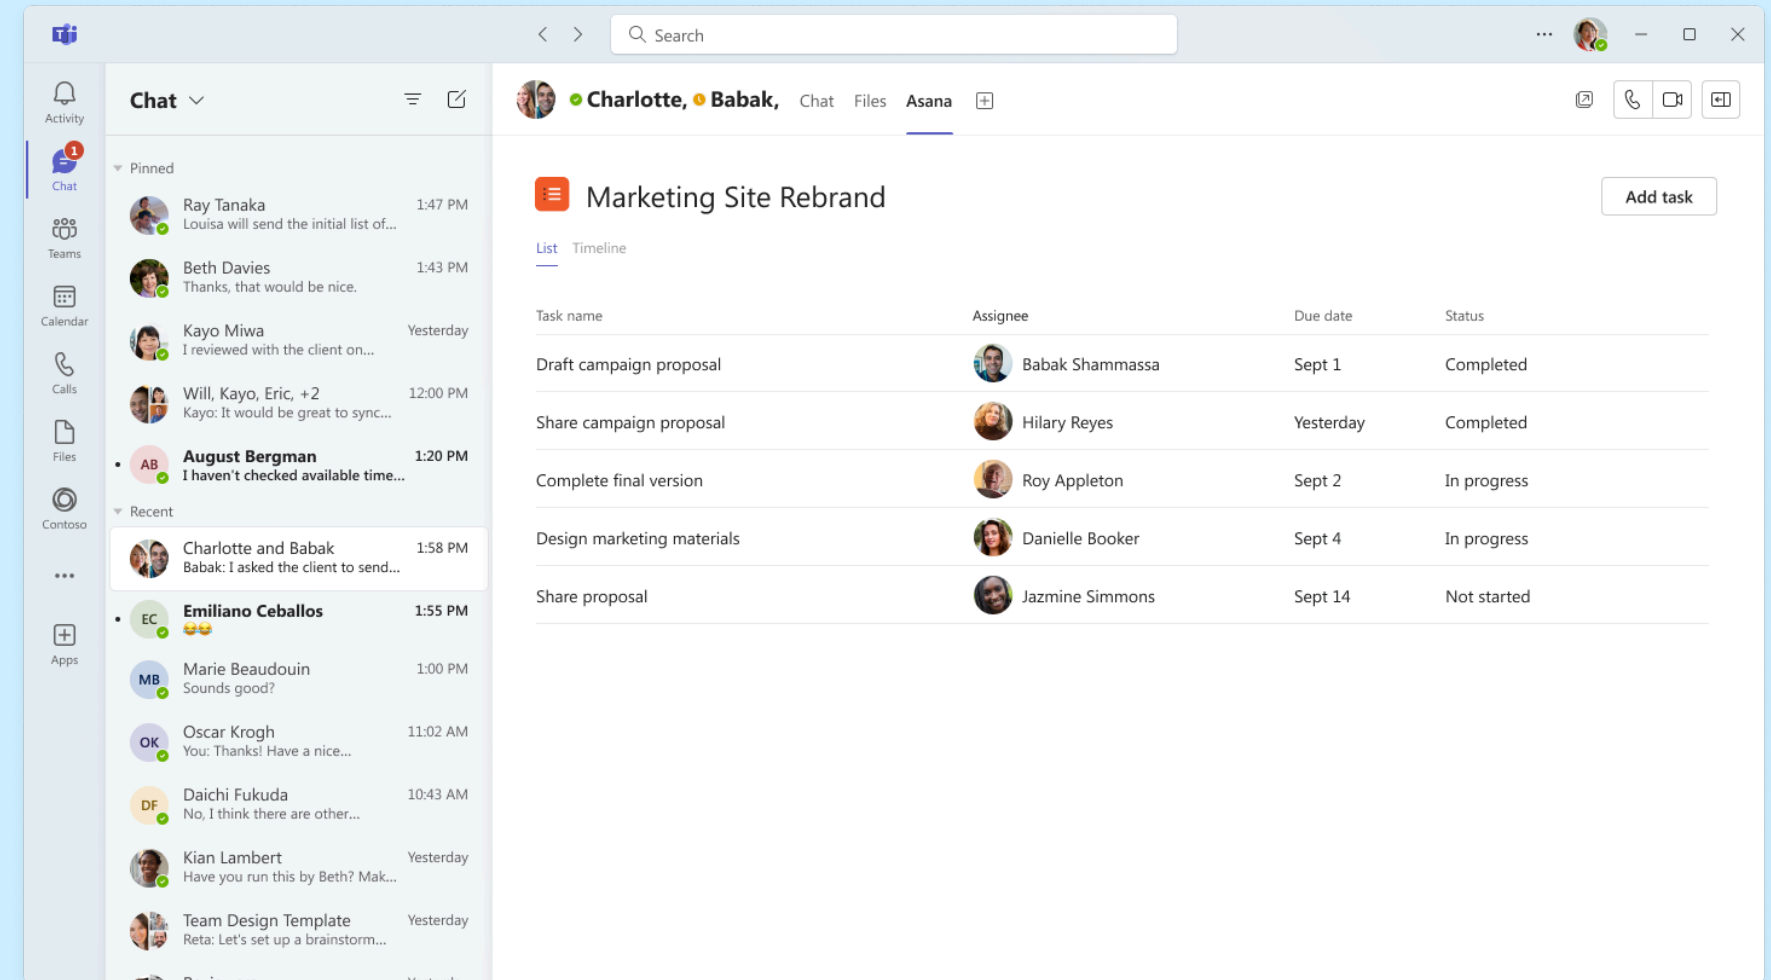 Search
Activity
1
Chat
Teams
Calendar
Calls
Files
Contoso
Apps
Chat
Pinned
Ray Tanaka 1:47 PM
Louisa will send the initial list of...
Beth Davies 1:43 PM
Thanks, that would be nice.
Kayo Miwa Yesterday
I reviewed with the client on...
Will, Kayo, Eric, +2 12:00 PM
Kayo: It would be great to sync...
AB August Bergman 1:20 PM
I haven't checked available time...
Recent
Charlotte and Babak 1:58 PM
Babak: I asked the client to send...
EC Emiliano Ceballos 1:55 PM
😂😂
MB Marie Beaudouin 1:00 PM
Sounds good?
OK Oscar Krogh 11:02 AM
You: Thanks! Have a nice...
DF Daichi Fukuda 10:43 AM
No, I think there are other...
Kian Lambert Yesterday
Have you run this by Beth? Mak...
Team Design Template Yesterday
Reta: Let's set up a brainstorm...
Charlotte, Babak, Chat Files Asana
Marketing Site Rebrand
Add task
List Timeline
Task name Assignee Due date Status
Draft campaign proposal Babak Shammassa Sept 1 Completed
Share campaign proposal Hilary Reyes Yesterday Completed
Complete final version Roy Appleton Sept 2 In progress
Design marketing materials Danielle Booker Sept 4 In progress
Share proposal Jazmine Simmons Sept 14 Not started